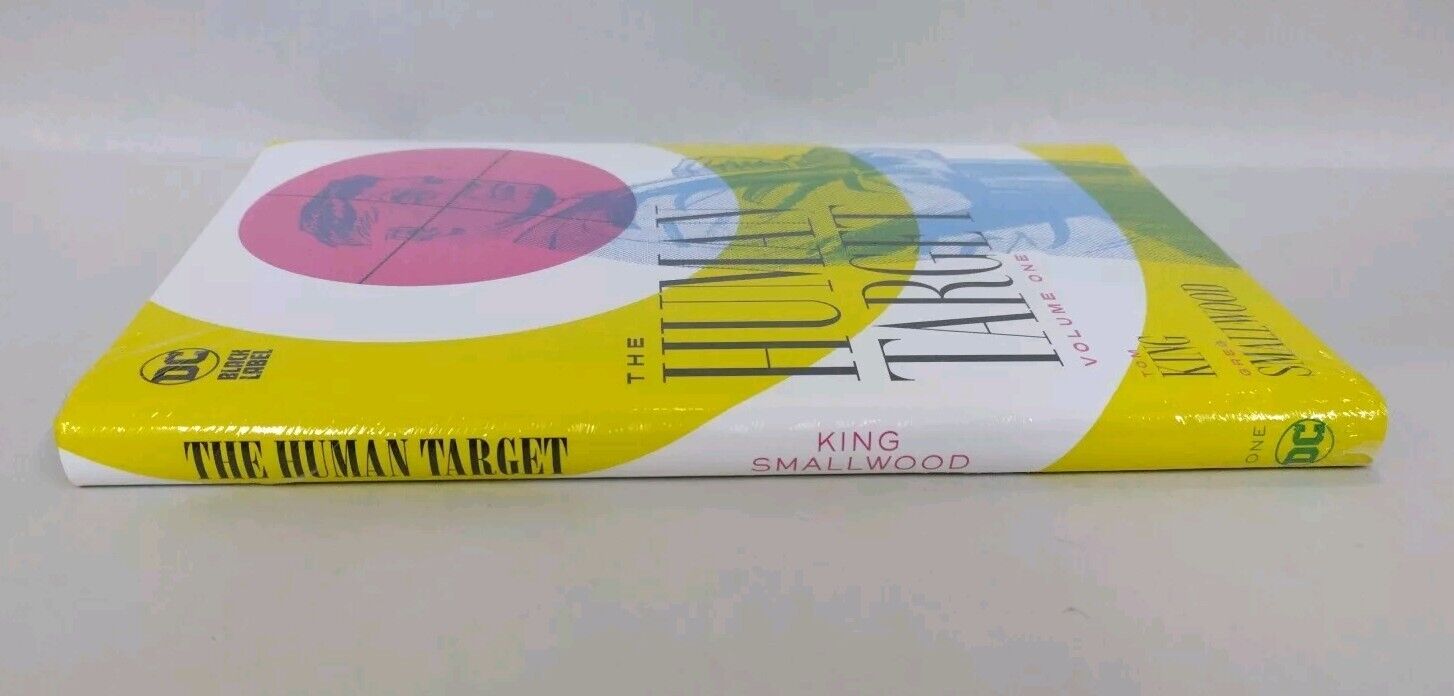 DC
BLACK
LABEL
THE
HUMAN
TARGET
VOLUME ONE
TOM
KING
GREG
SMALLWOOD
THE HUMAN TARGET
KING
SMALLWOOD
ONE
DC